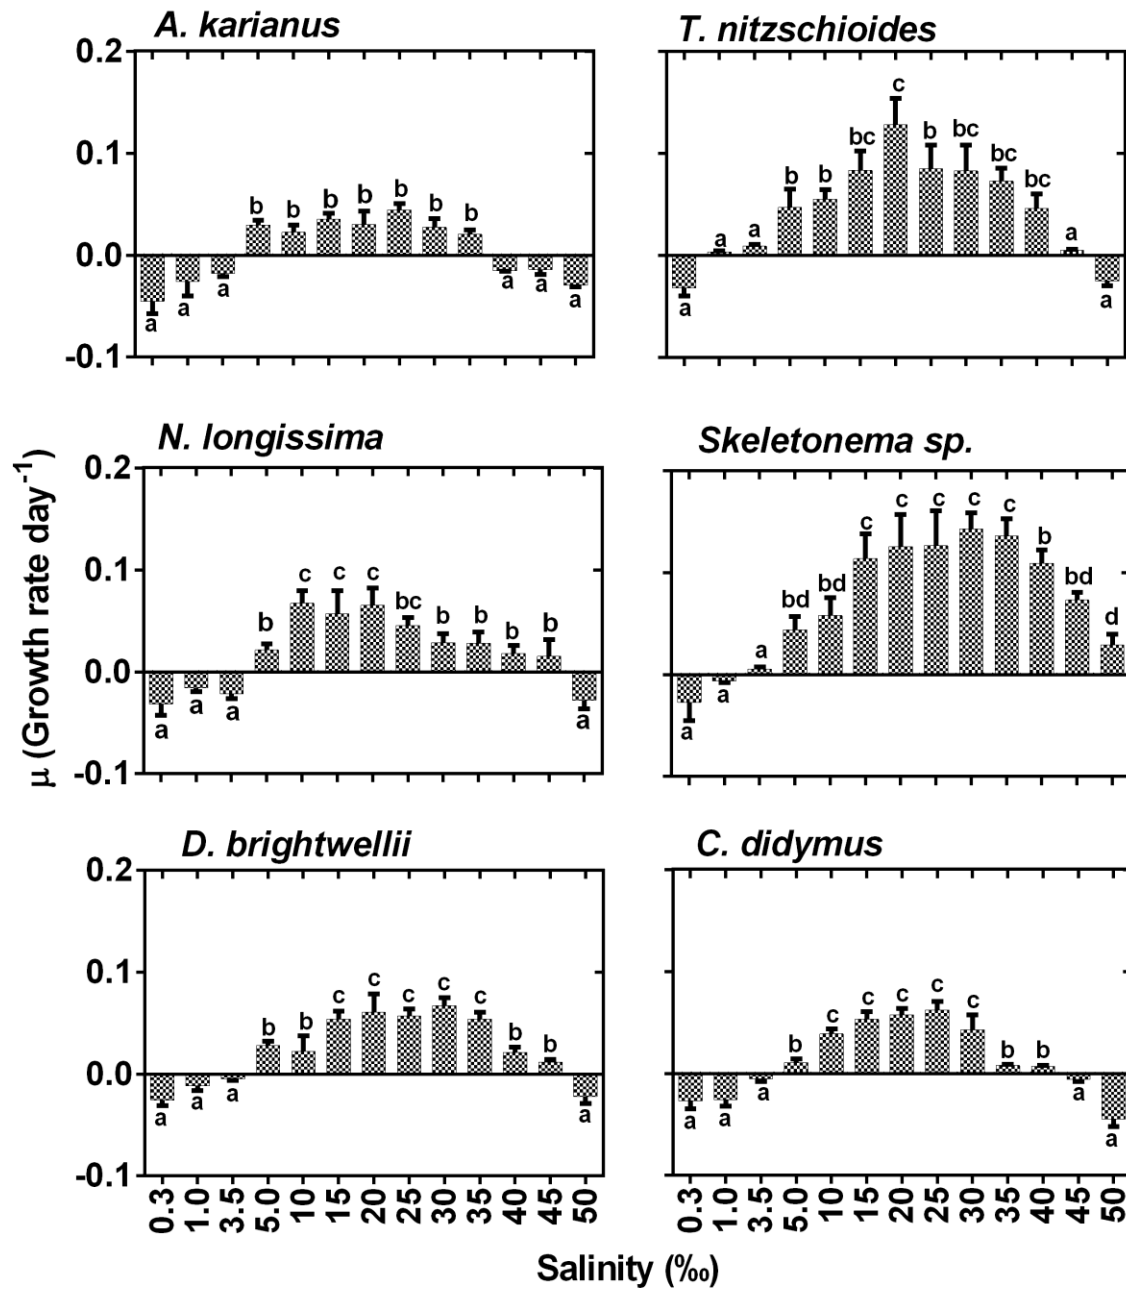 A. karianus
T. nitzschioides
0.2
0.1
0.0
-0.1
b b b b b b b
a a a a a a
c
bc b bc bc bc
b b
a a a
a a
N. longissima
Skeletonema sp.
0.2
0.1
0.0
-0.1
c c c
bc
b b b b b
a a a a
c c c c c
b
bd bd bd
d
a
a a
D. brightwellii
C. didymus
0.2
0.1
0.0
-0.1
c c c c c
b b b b
a a a a
c c c c c
b b b
a a a a a
0.3 1.0 3.5 5.0 10 15 20 25 30 35 40 45 50
0.3 1.0 3.5 5.0 10 15 20 25 30 35 40 45 50
μ (Growth rate day-1)
Salinity (‰)